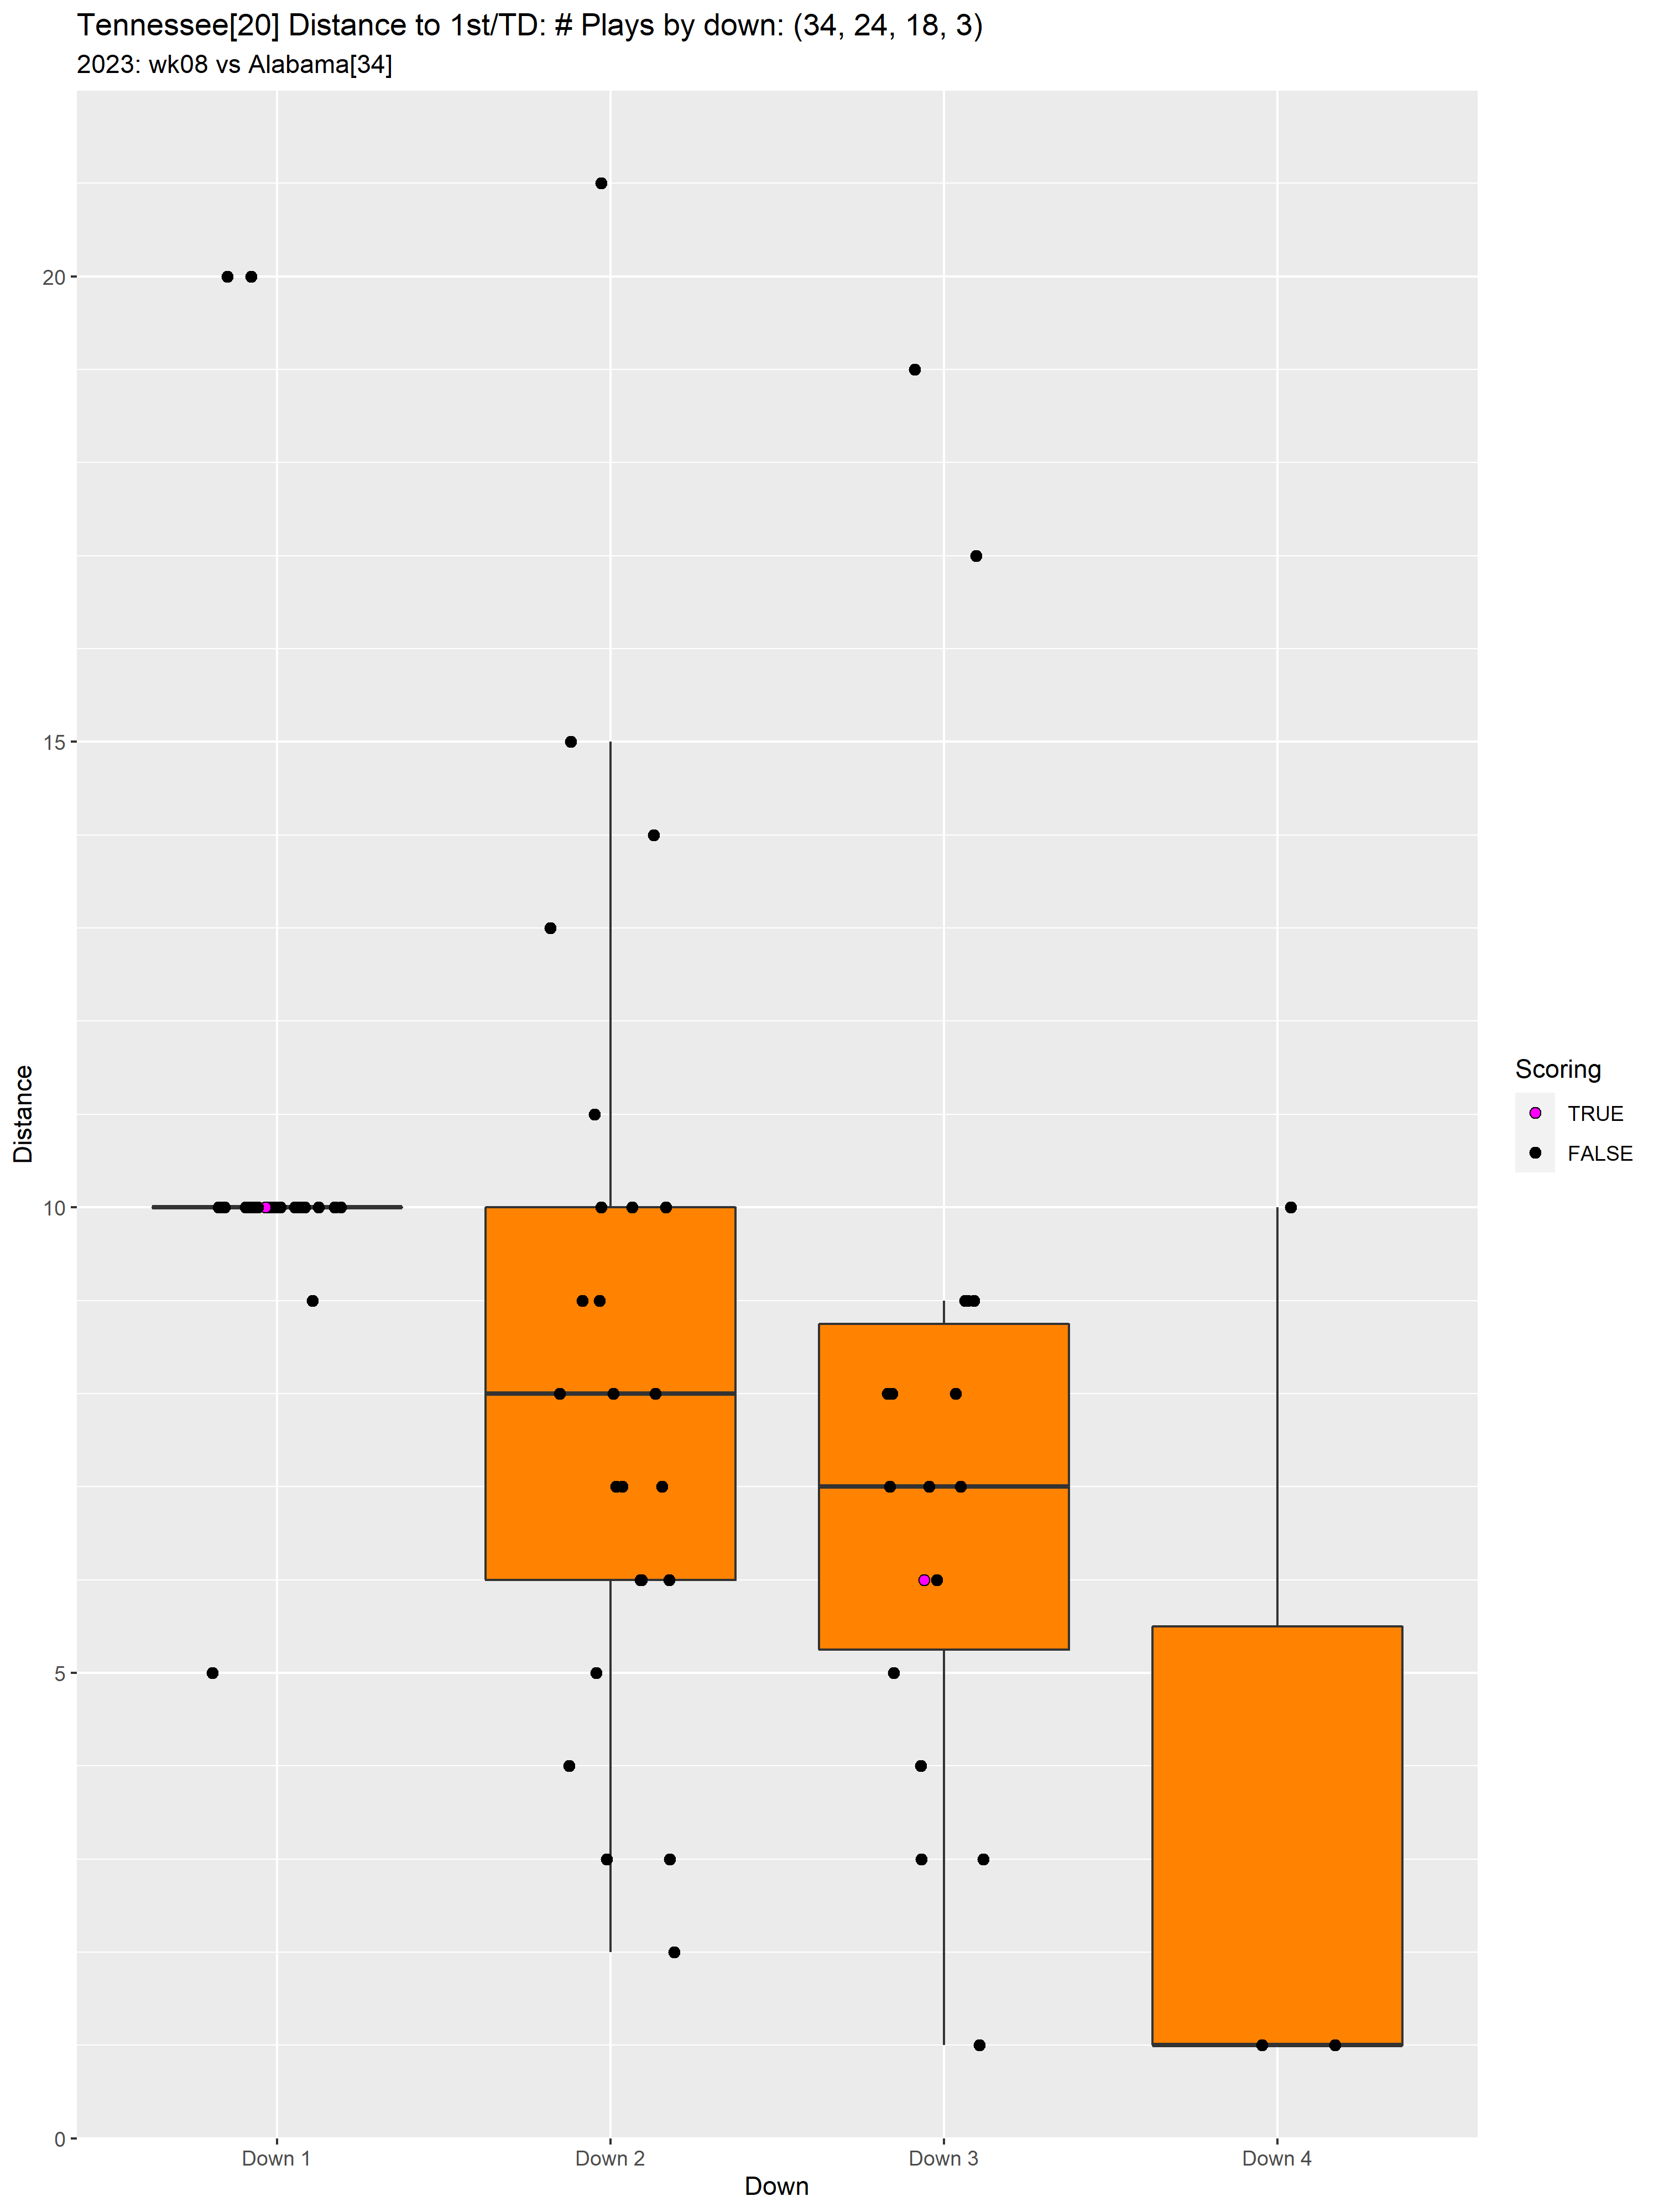 Tennessee[20] Distance to 1st/TD: # Plays by down: (34, 24, 18, 3)
2023: wk08 vs Alabama[34]
20
15
10
5
0
Distance
Down 1
Down 2
Down 3
Down 4
Down
Scoring
TRUE
FALSE